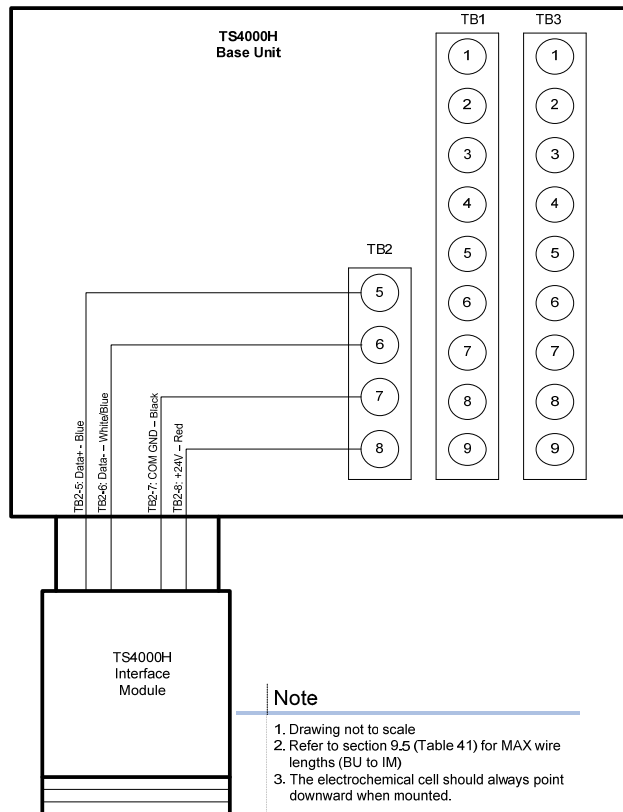 TS4000H
Base Unit
TB1
TB3
1
2
3
4
5
6
7
8
9
1
2
3
4
5
6
7
8
9
TB2
5
6
7
8
TB2-5: Data+ - Blue
TB2-6: Data- – White/Blue
TB2-7: COM GND – Black
TB2-8: +24V – Red
TS4000H
Interface
Module
Note
1. Drawing not to scale
2. Refer to section 9.5 (Table 41) for MAX wire
lengths (BU to IM)
3. The electrochemical cell should always point
downward when mounted.